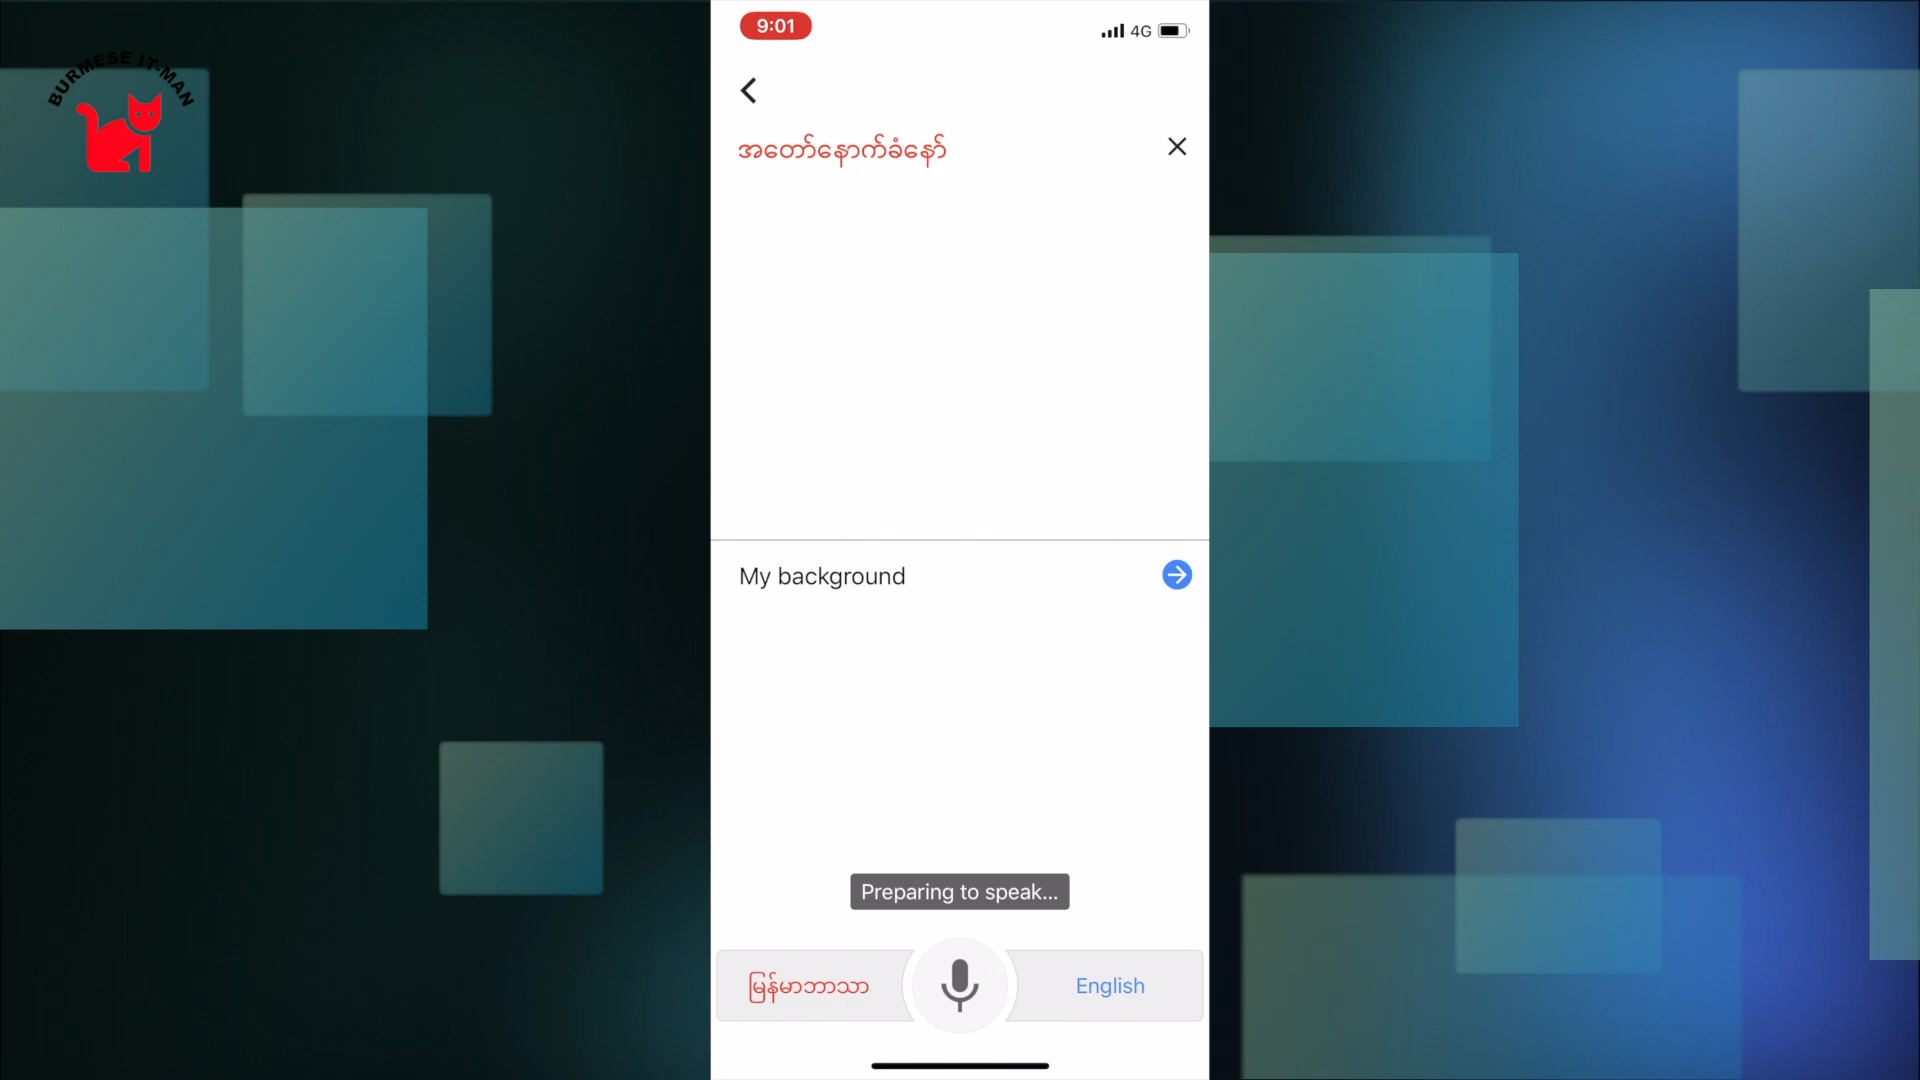 BURMESE IT-MAN
9:01
4G
အတော်နောက်ခံနော်
My background
Preparing to speak...
မြန်မာဘာသာ
English